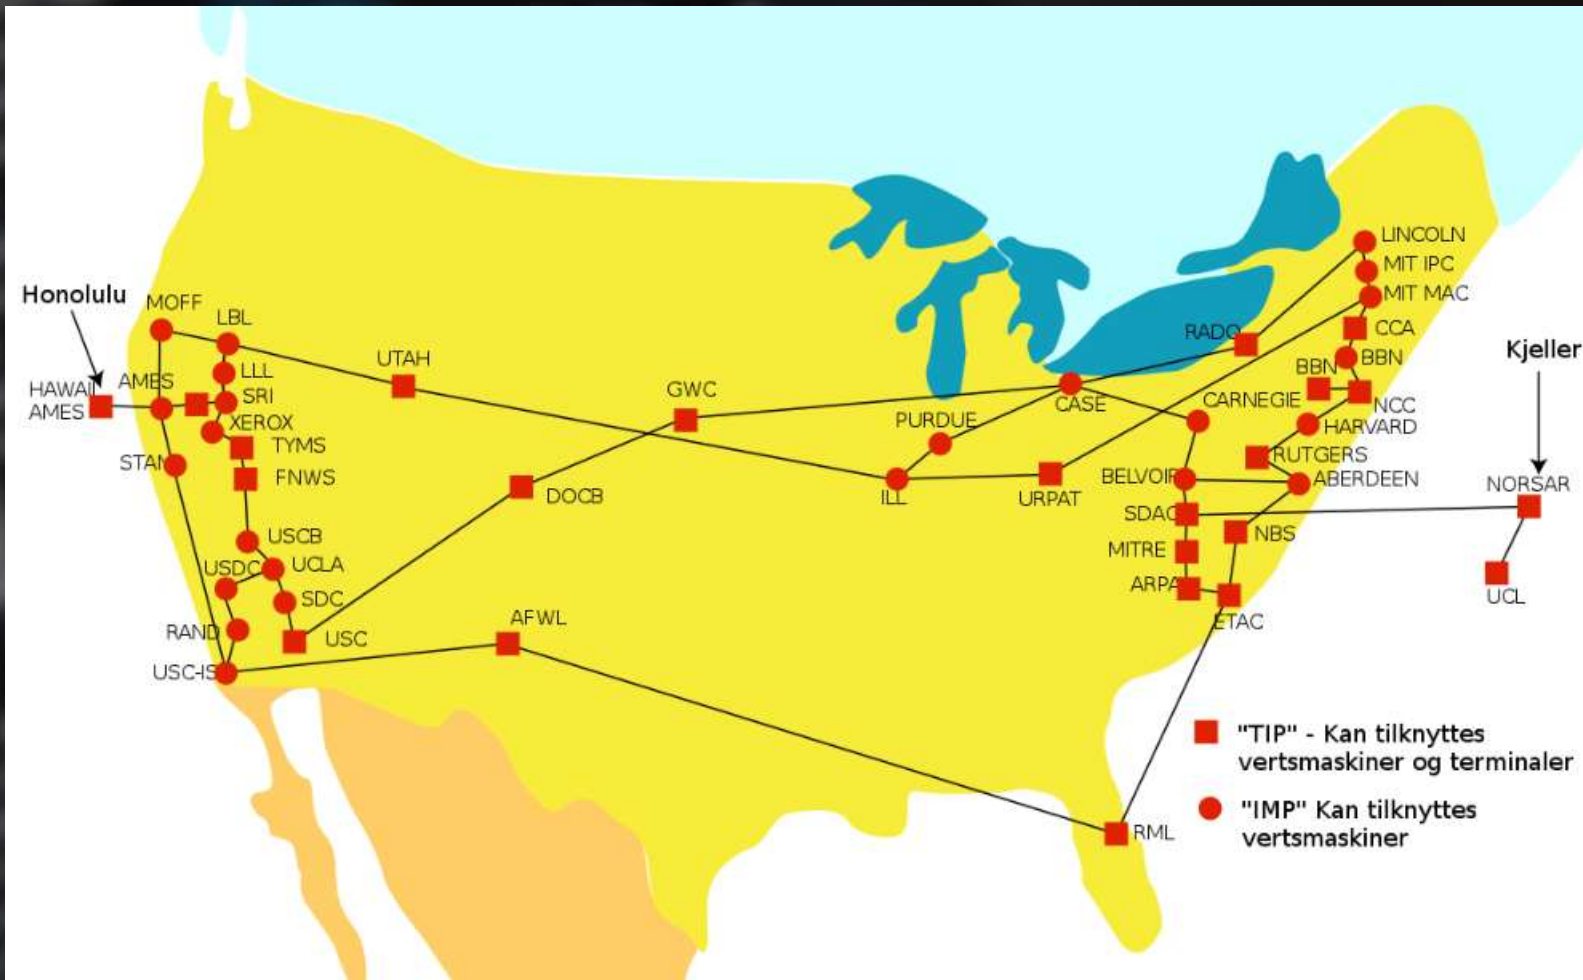 LINCOLN
MIT IPC
Honolulu
MOFF
MIT MAC
LBL
RADO
CCA
Kjeller
UTAH
BBN
BBN
LLL
HAWAII
AMES
AMES
GWC
SRI
CASE
CARNEGIE
NCC
XEROX
PURDUE
HARVARD
TYMS
STAN
RUTGERS
FNWS
BELVOIR
ABERDEEN
NORSAR
DOCB
ILL
URPAT
SDAC
USCB
NBS
MITRE
USDC
UCLA
ARPA
UCL
SDC
ETAC
RAND
USC
AFWL
USC-IS
"TIP" - Kan tilknyttes
vertsmaskiner og terminaler
"IMP" Kan tilknyttes
vertsmaskiner
RML